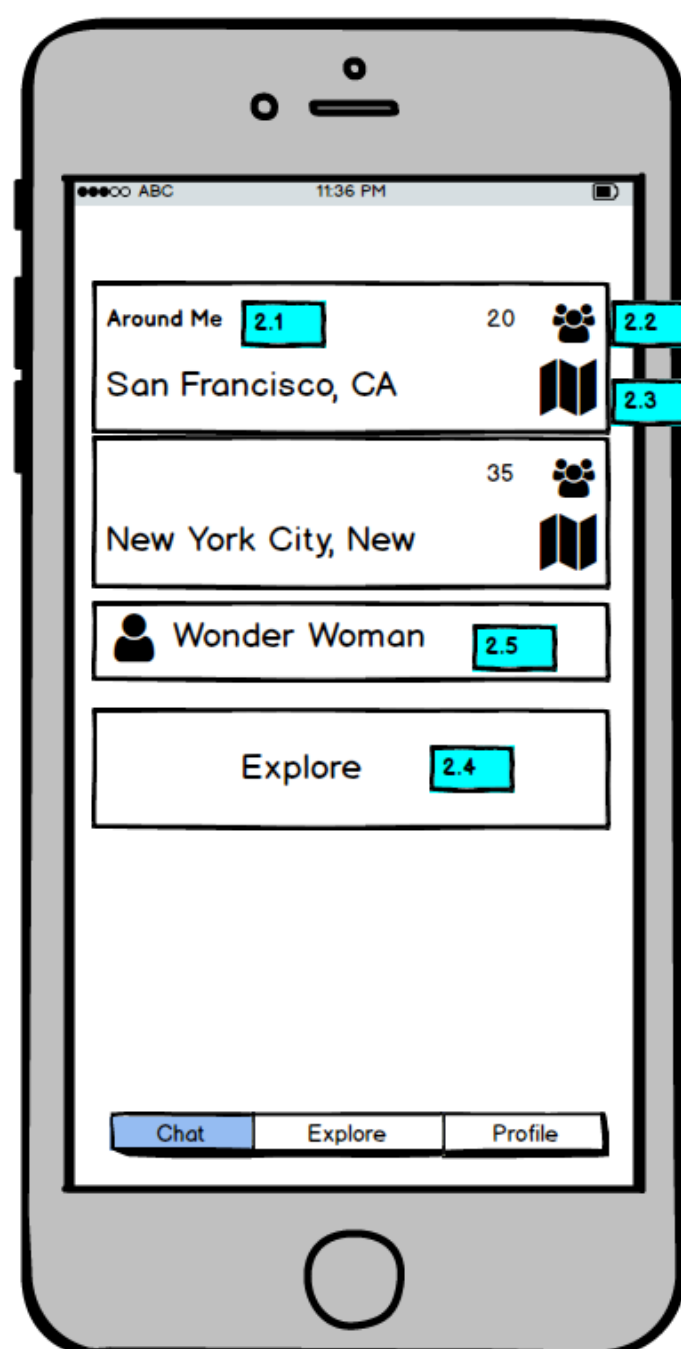 ABC 11:36 PM
Around Me 2.1 20 2.2
San Francisco, CA 2.3
35
New York City, New
Wonder Woman 2.5
Explore 2.4
Chat Explore Profile